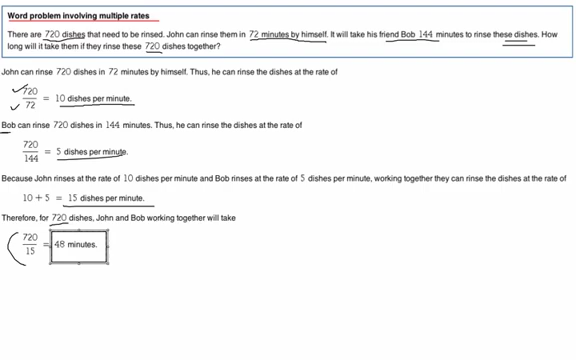 Word problem involving multiple rates
There are 720 dishes that need to be rinsed. John can rinse them in 72 minutes by himself. It will take his friend Bob 144 minutes to rinse these dishes. How
long will it take them if they rinse these 720 dishes together?
John can rinse 720 dishes in 72 minutes by himself. Thus, he can rinse the dishes at the rate of
720
72 = 10 dishes per minute.
Bob can rinse 720 dishes in 144 minutes. Thus, he can rinse the dishes at the rate of
720
144 = 5 dishes per minute.
Because John rinses at the rate of 10 dishes per minute and Bob rinses at the rate of 5 dishes per minute, working together they can rinse the dishes at the rate of
10 + 5 = 15 dishes per minute.
Therefore, for 720 dishes, John and Bob working together will take
720
15 = 48 minutes.